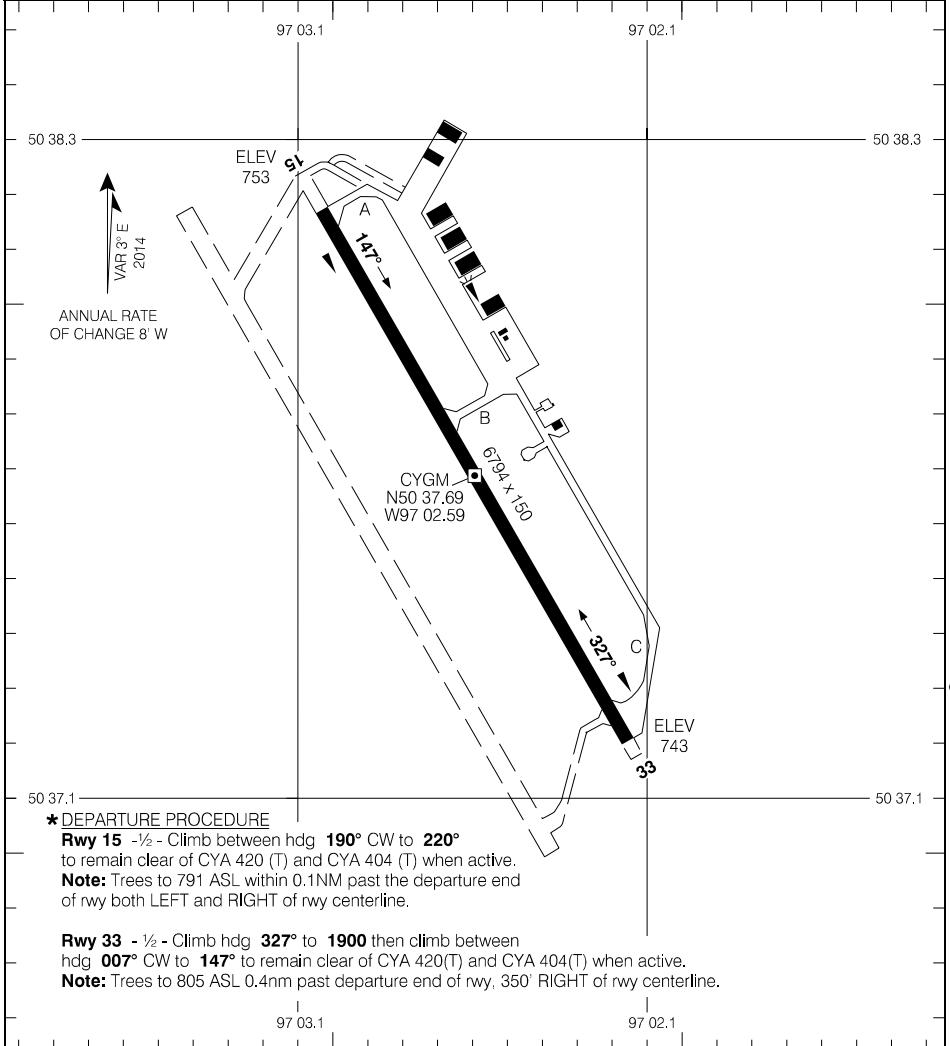 97 03.1
97 02.1
50 38.3
50 38.3
ELEV
753
15
A
147°
VAR 3° E
2014
ANNUAL RATE
OF CHANGE 8' W
B
6794 x 150
CYGM
N50 37.69
W97 02.59
327°
C
ELEV
743
33
50 37.1
50 37.1
* DEPARTURE PROCEDURE
Rwy 15 -½ - Climb between hdg 190° CW to 220°
to remain clear of CYA 420 (T) and CYA 404 (T) when active.
Note: Trees to 791 ASL within 0.1NM past the departure end
of rwy both LEFT and RIGHT of rwy centerline.
Rwy 33 - ½ - Climb hdg 327° to 1900 then climb between
hdg 007° CW to 147° to remain clear of CYA 420(T) and CYA 404(T) when active.
Note: Trees to 805 ASL 0.4nm past departure end of rwy, 350' RIGHT of rwy centerline.
97 03.1
97 02.1